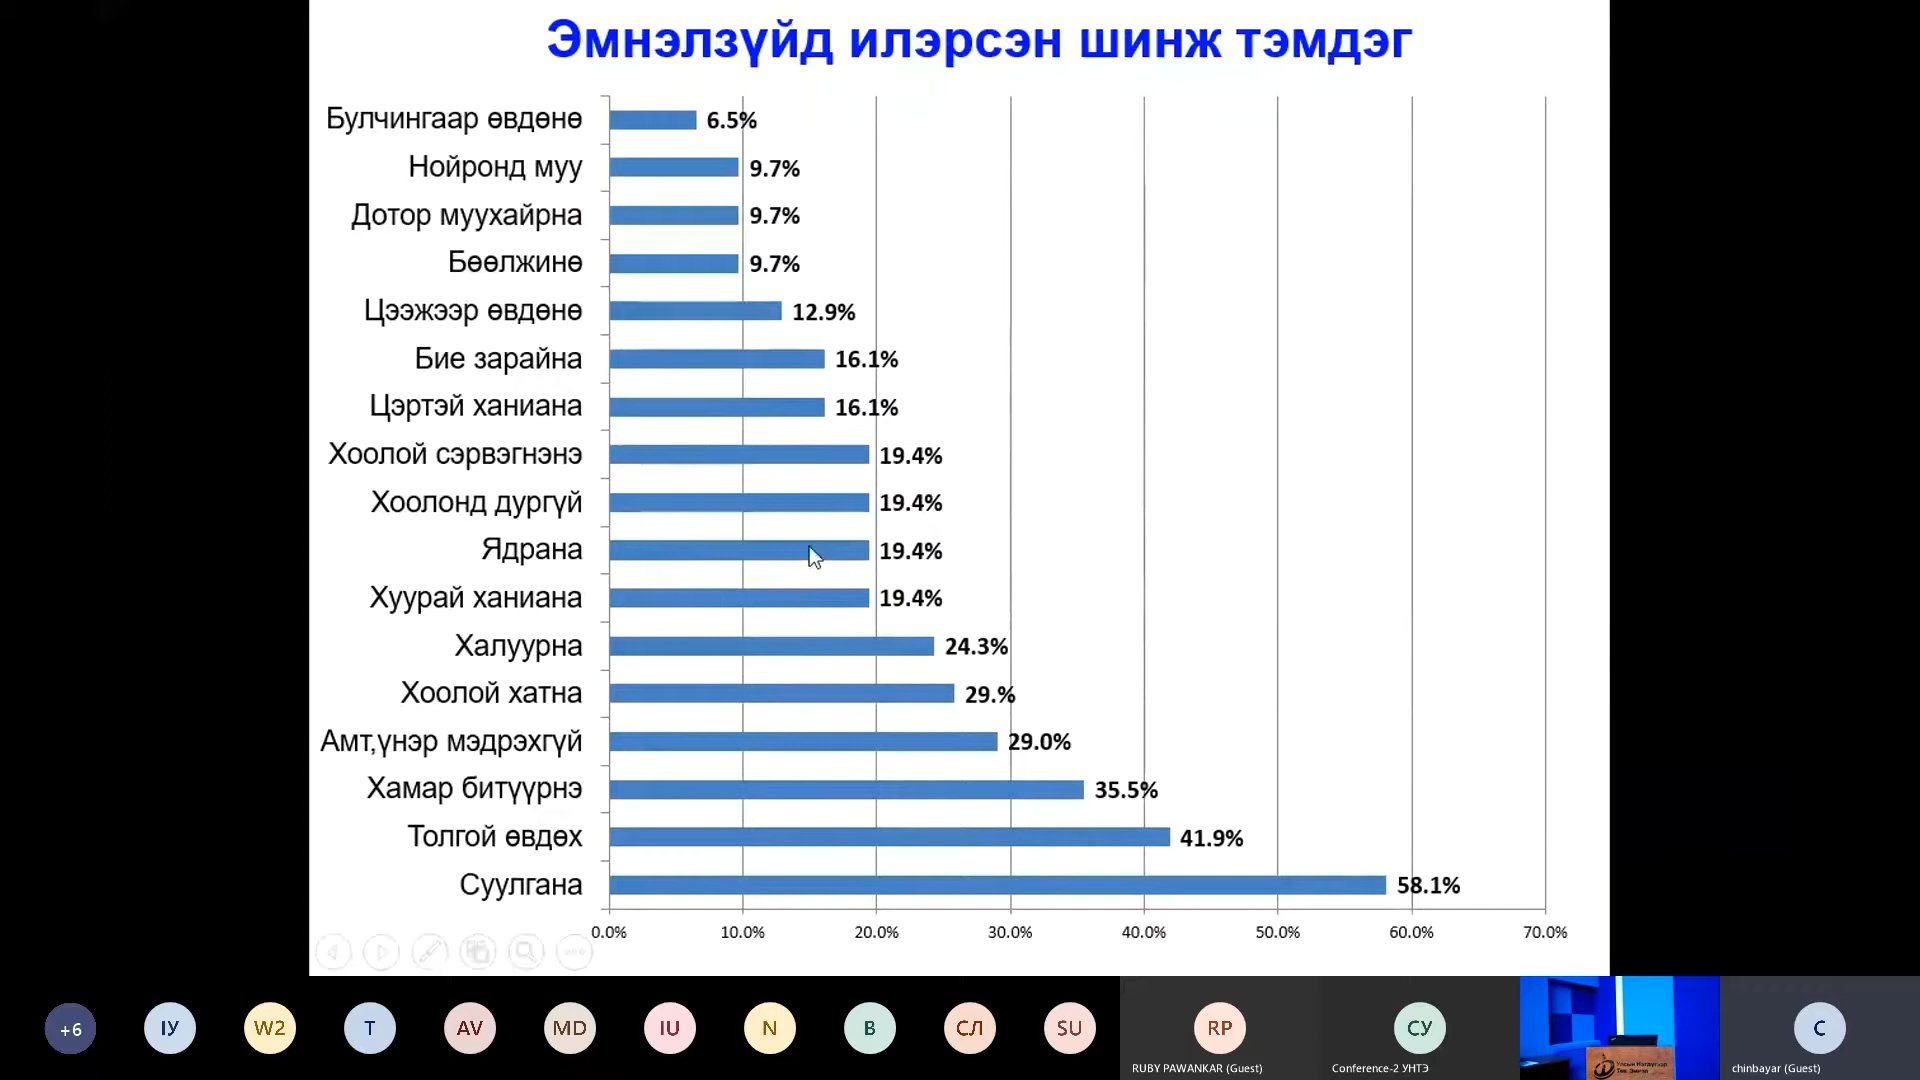 Эмнэлзүйд илэрсэн шинж тэмдэг
Булчингаар өвдөнө 6.5%
Нойронд муу 9.7%
Дотор муухайрна 9.7%
Бөөлжинө 9.7%
Цээжээр өвдөнө 12.9%
Бие зарайна 16.1%
Цэртэй ханиана 16.1%
Хоолой сэрвэгнэнэ 19.4%
Хоолонд дургүй 19.4%
Ядрана 19.4%
Хуурай ханиана 19.4%
Халуурна 24.3%
Хоолой хатна 29.%
Амт,үнэр мэдрэхгүй 29.0%
Хамар битүүрнэ 35.5%
Толгой өвдөх 41.9%
Суулгана 58.1%
0.0% 10.0% 20.0% 30.0% 40.0% 50.0% 60.0% 70.0%
+6 ІУ W2 T AV MD IU N B СЛ SU RP СУ C
RUBY PAWANKAR (Guest) Conference-2 УНТЭ chinbayar (Guest)